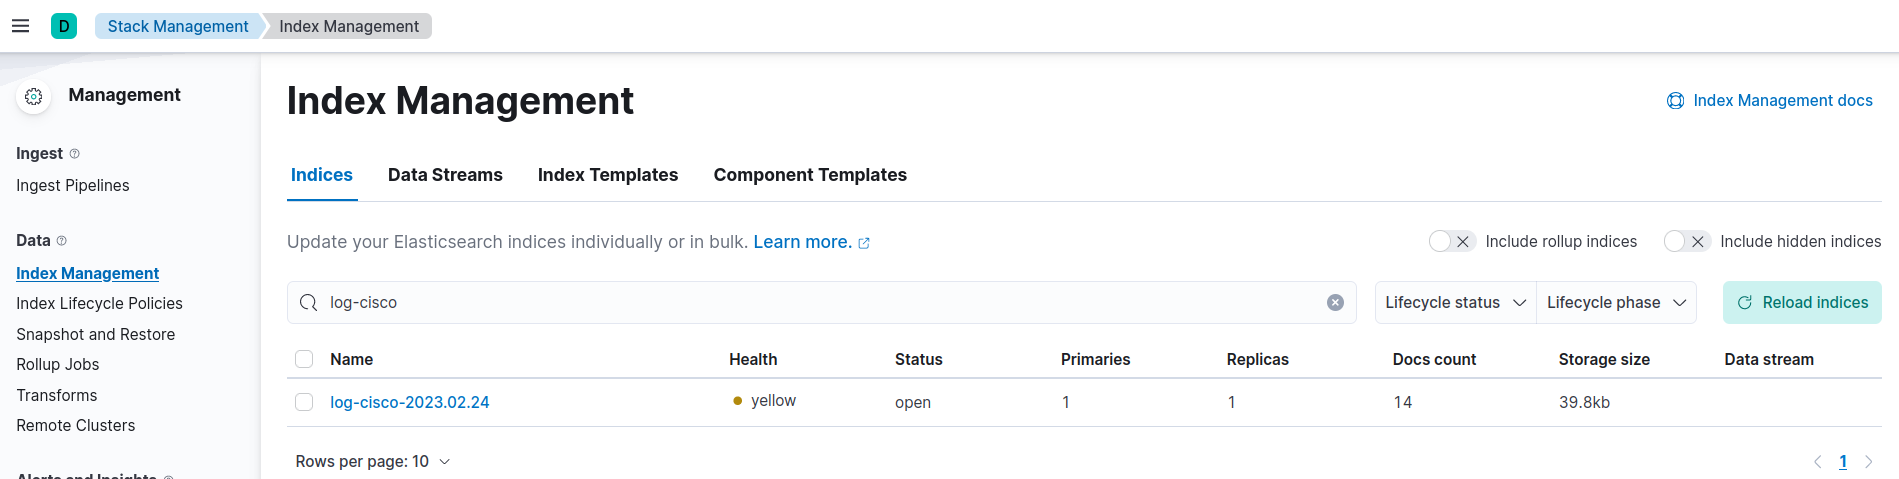 D Stack Management Index Management
Management
Ingest
Ingest Pipelines
Data
Index Management
Index Lifecycle Policies
Snapshot and Restore
Rollup Jobs
Transforms
Remote Clusters
Alerts and Insights
Index Management
Index Management docs
Indices Data Streams Index Templates Component Templates
Update your Elasticsearch indices individually or in bulk. Learn more.
Include rollup indices Include hidden indices
log-cisco
Lifecycle status Lifecycle phase Reload indices
Name Health Status Primaries Replicas Docs count Storage size Data stream
log-cisco-2023.02.24 yellow open 1 1 14 39.8kb
Rows per page: 10
1